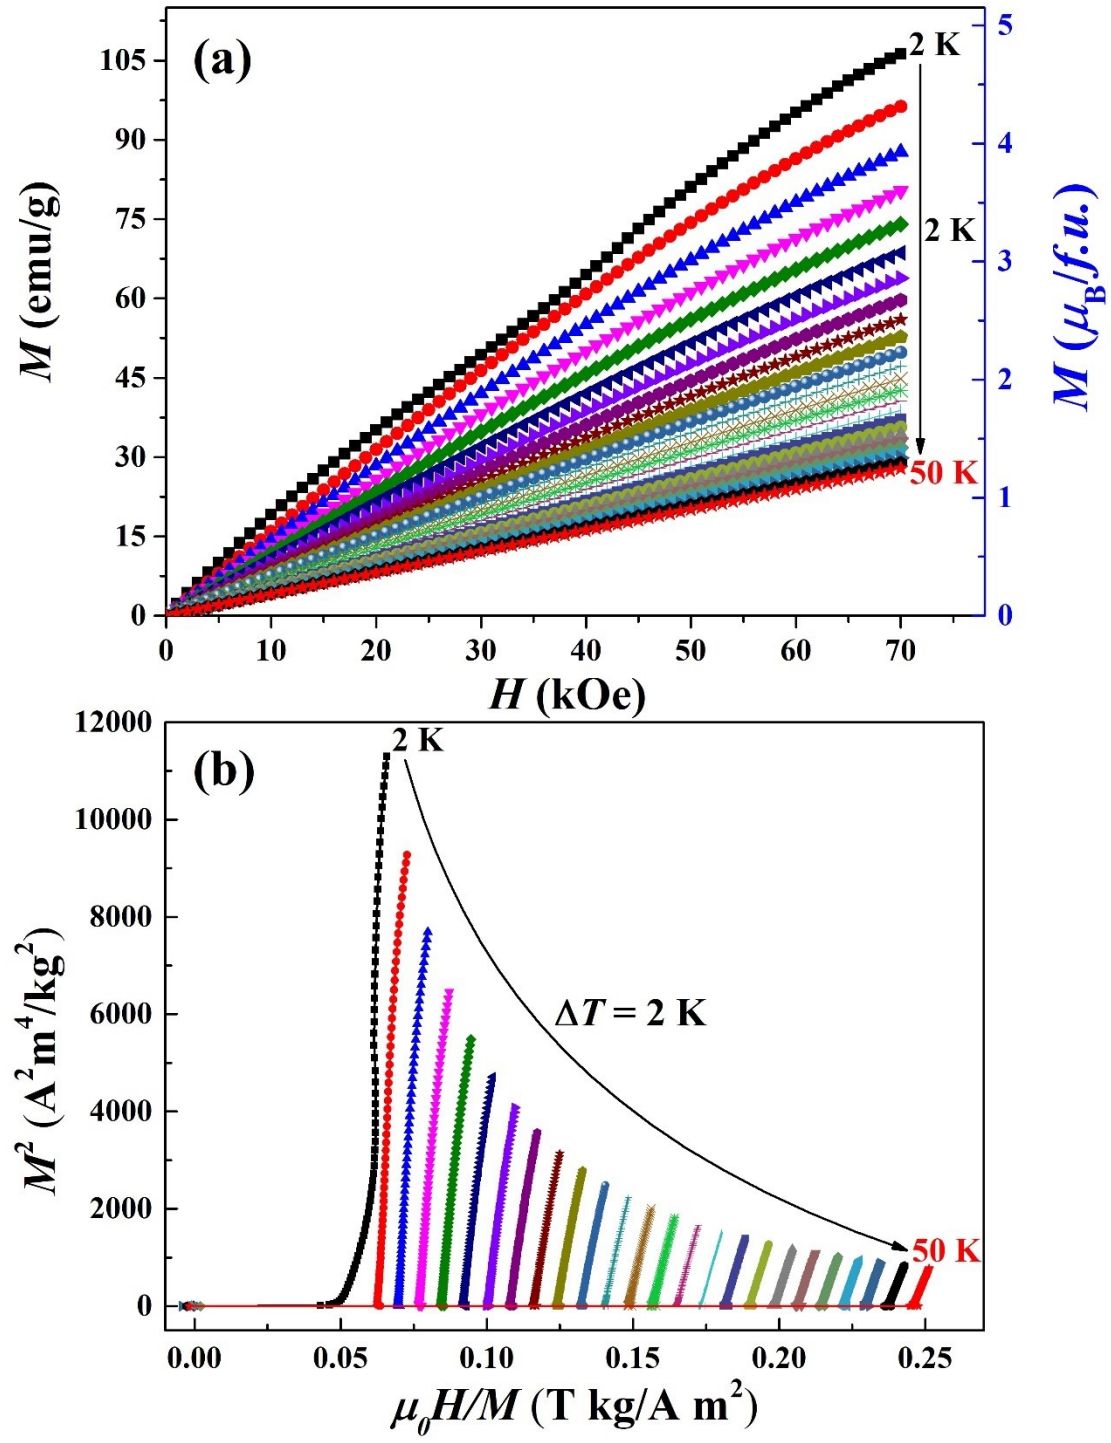 (a)
2 K
2 K
50 K
M (emu/g)
105
90
75
60
45
30
15
0
5
4
3
2
1
0
M (μB/f.u.)
0 10 20 30 40 50 60 70
H (kOe)
(b)
2 K
ΔT = 2 K
50 K
M² (A²m⁴/kg²)
12000
10000
8000
6000
4000
2000
0
0.00 0.05 0.10 0.15 0.20 0.25
μ₀H/M (T kg/A m²)